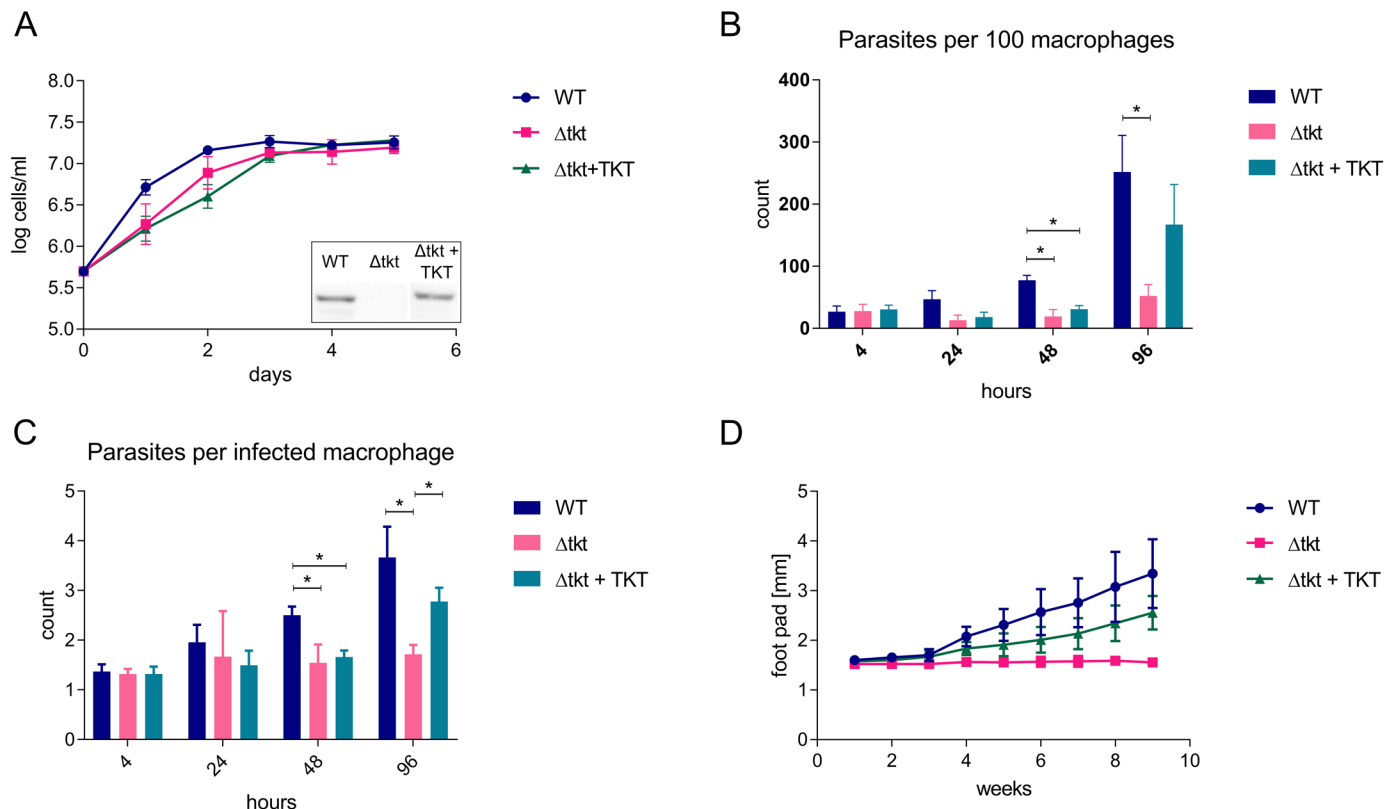 A
8.0
7.5
7.0
6.5
6.0
5.5
5.0
log cells/ml
0
2
4
6
days
WT
Δtkt
Δtkt+TKT
WT
Δtkt
Δtkt +
TKT
B
Parasites per 100 macrophages
400
300
200
100
0
count
*
*
*
4
24
48
96
hours
WT
Δtkt
Δtkt + TKT
C
Parasites per infected macrophage
5
4
3
2
1
0
count
*
*
*
*
4
24
48
96
hours
WT
Δtkt
Δtkt + TKT
D
5
4
3
2
1
0
foot pad [mm]
0
2
4
6
8
10
weeks
WT
Δtkt
Δtkt + TKT